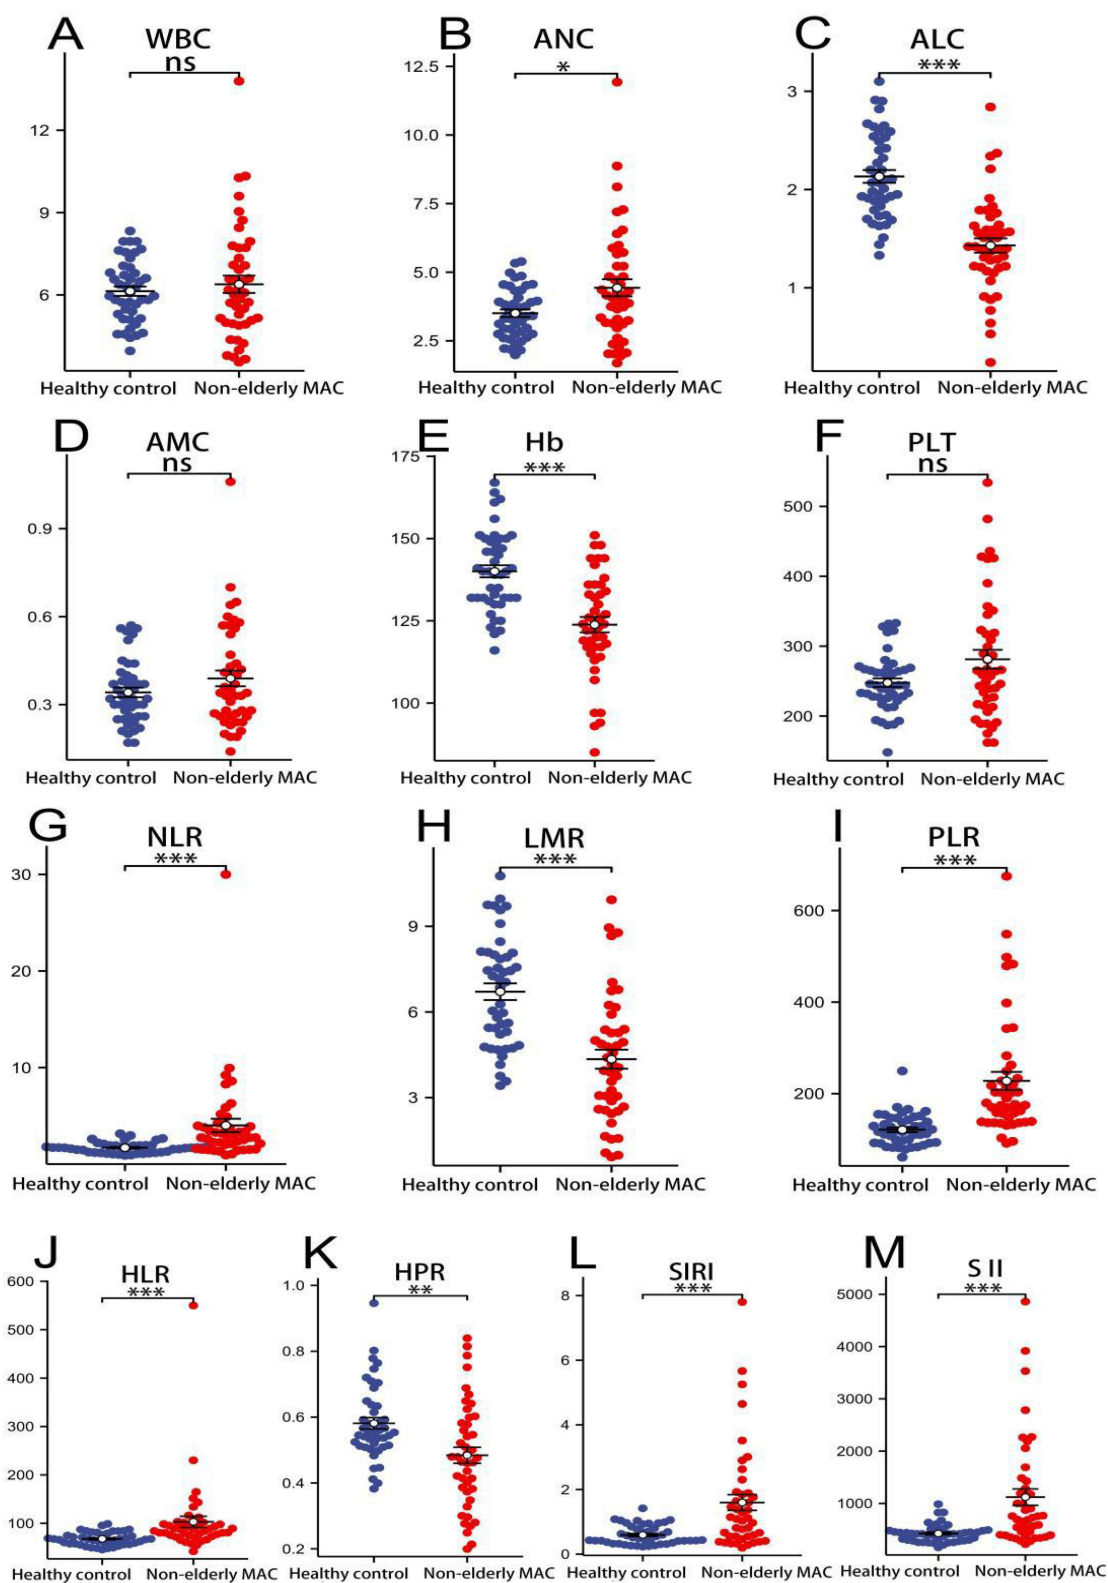 A WBC
ns
12
9
6
Healthy control Non-elderly MAC
B ANC
*
12.5
10.0
7.5
5.0
2.5
Healthy control Non-elderly MAC
C ALC
***
3
2
1
Healthy control Non-elderly MAC
D AMC
ns
0.9
0.6
0.3
Healthy control Non-elderly MAC
E Hb
***
175
150
125
100
Healthy control Non-elderly MAC
F PLT
ns
500
400
300
200
Healthy control Non-elderly MAC
G NLR
***
30
20
10
Healthy control Non-elderly MAC
H LMR
***
9
6
3
Healthy control Non-elderly MAC
I PLR
***
600
400
200
Healthy control Non-elderly MAC
J HLR
***
600
500
400
300
200
100
Healthy control Non-elderly MAC
K HPR
**
1.0
0.8
0.6
0.4
0.2
Healthy control Non-elderly MAC
L SIRI
***
8
6
4
2
0
Healthy control Non-elderly MAC
M S II
***
5000
4000
3000
2000
1000
0
Healthy control Non-elderly MAC